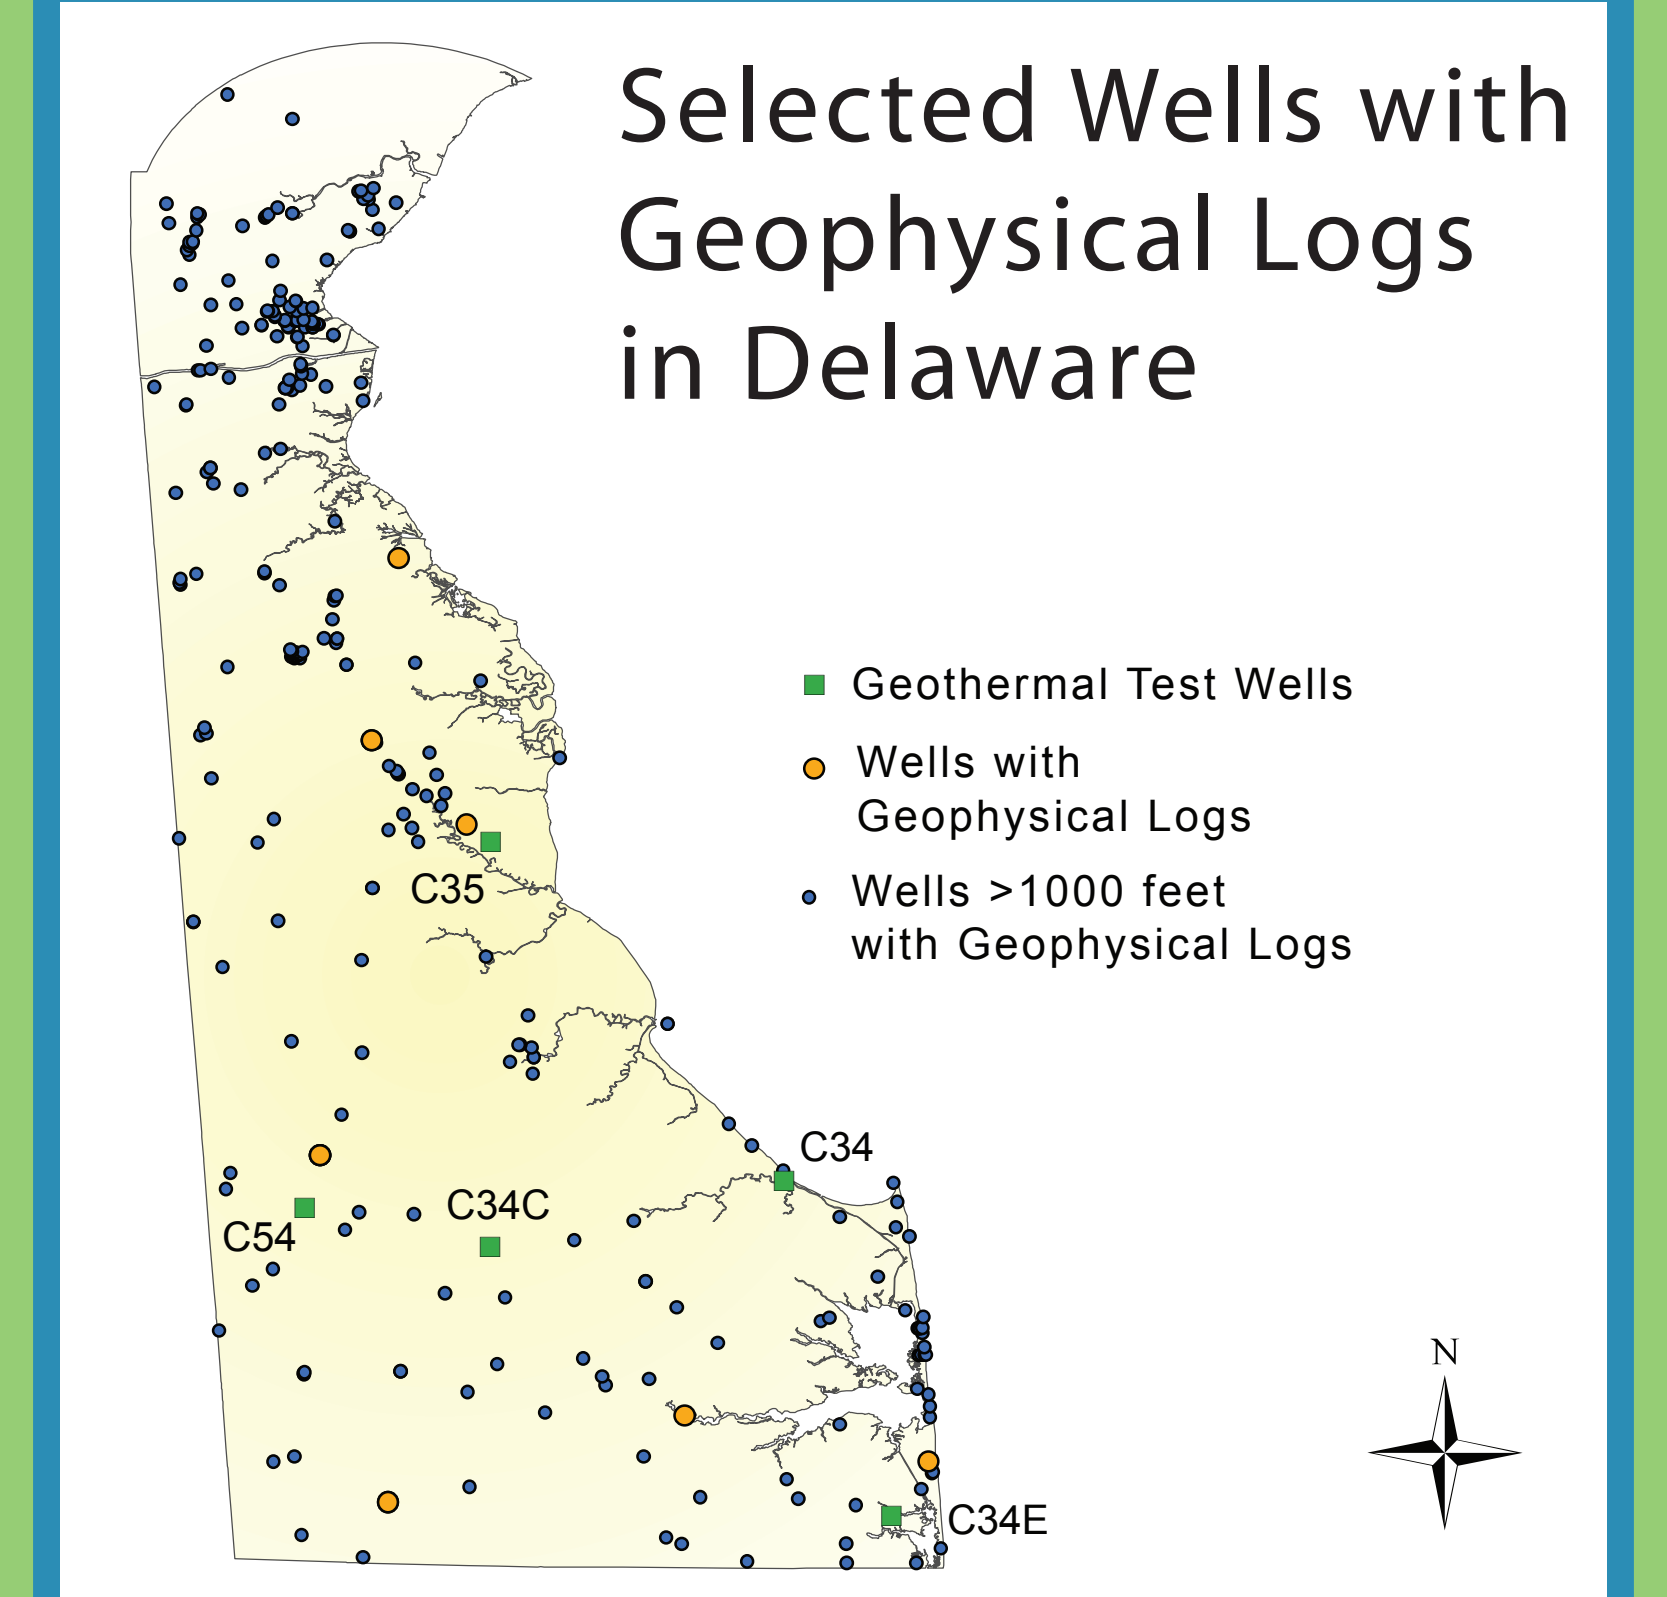 Selected Wells with
Geophysical Logs
in Delaware
Geothermal Test Wells
Wells with
Geophysical Logs
C35
Wells >1000 feet
with Geophysical Logs
C34
C34C
C54
N
C34E